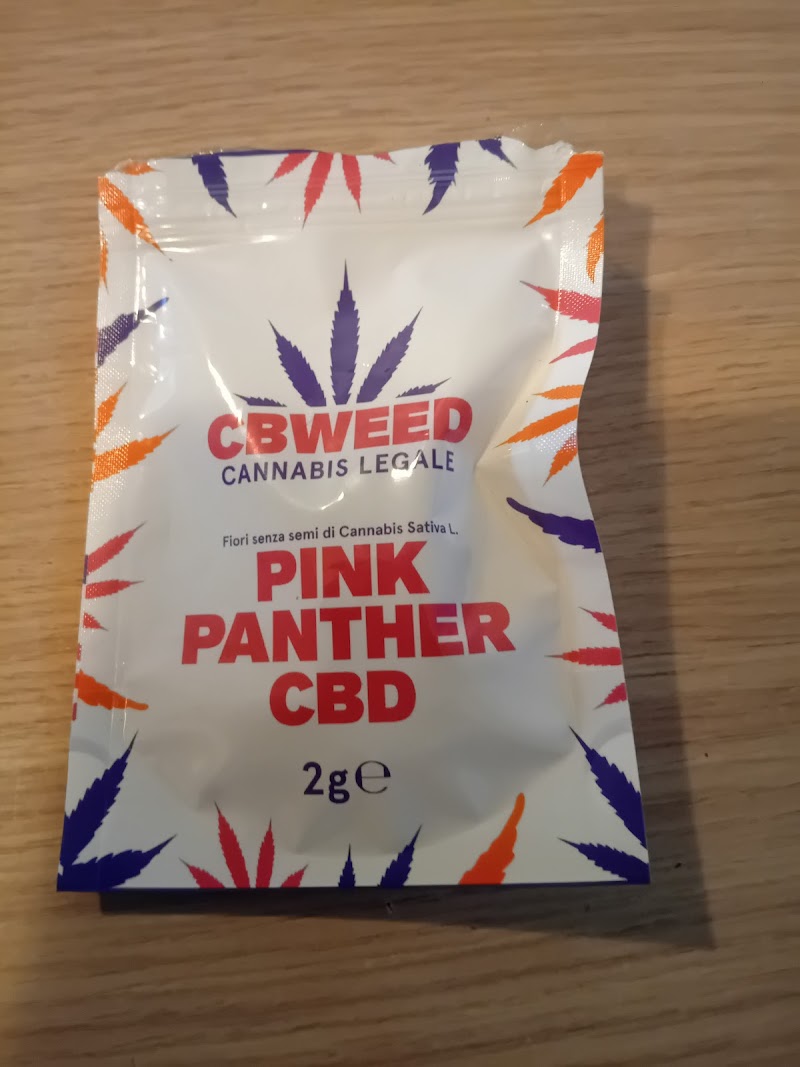 CBWEED
CANNABIS LEGALE
Fiori senza semi di Cannabis Sativa L.
PINK
PANTHER
CBD
2g℮